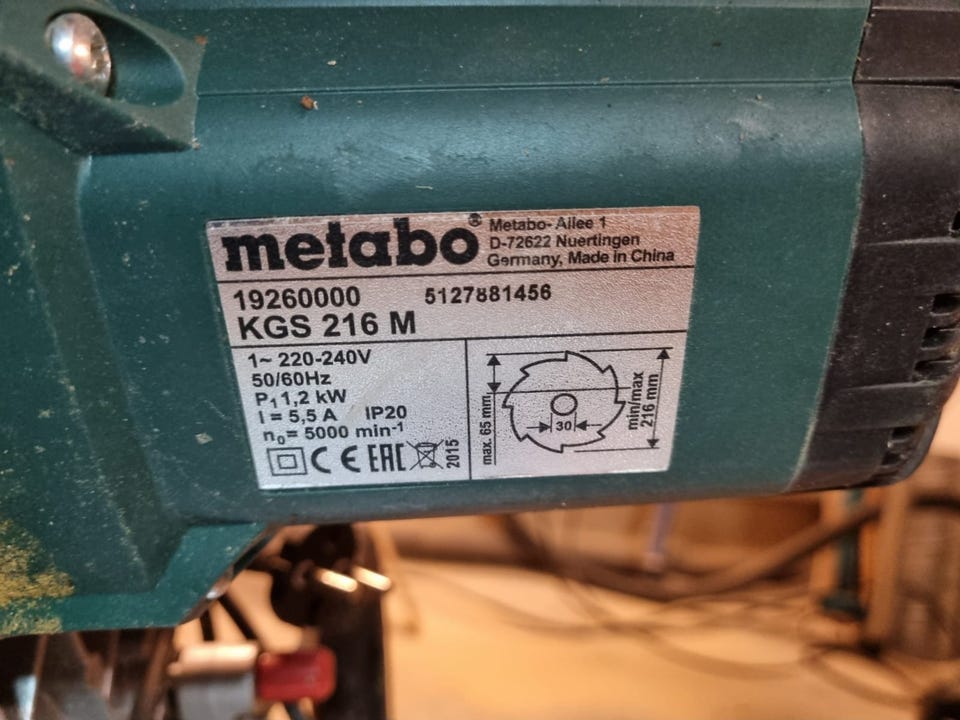 metabo®
Metabo- Ailee 1
D-72622 Nuertingen
Germany, Made in China
19260000 5127881456
KGS 216 M
1~ 220-240V
50/60Hz
P₁ 1,2 kW
I = 5,5 A IP20
n₀ = 5000 min⁻¹
CE EAC 2015
max. 65 mm
30
min/max
216 mm